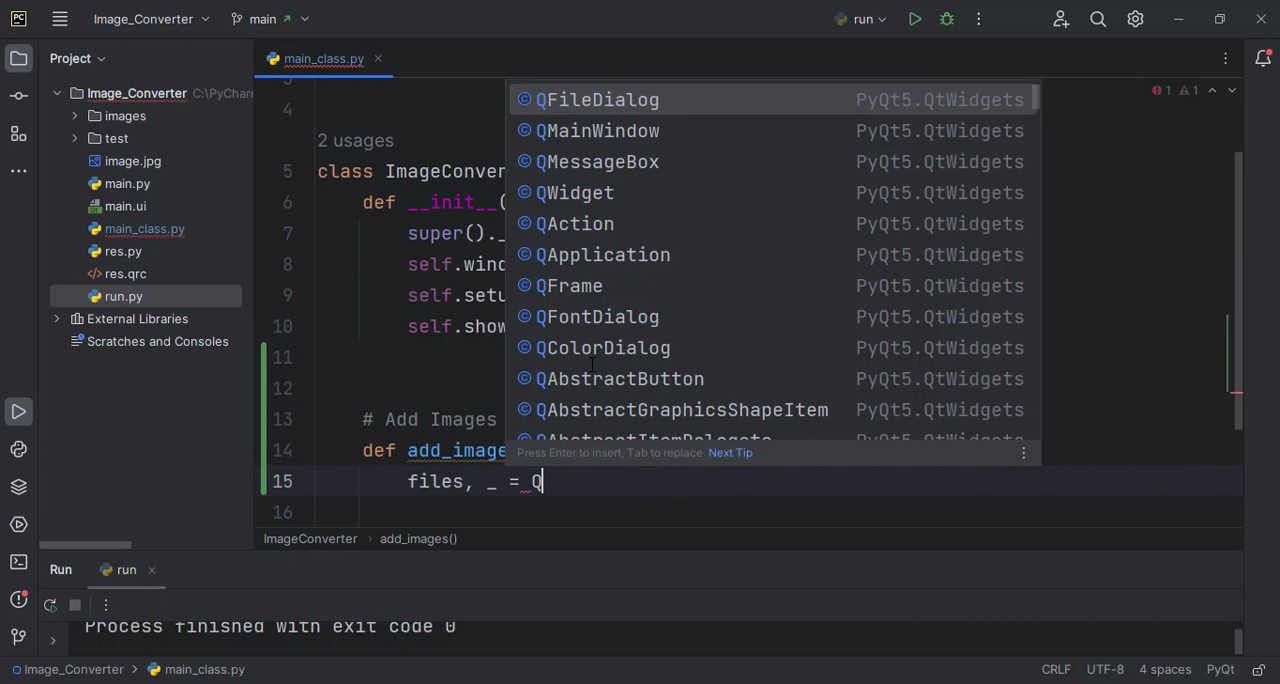 PC Image_Converter main run
Project
main_class.py
Image_Converter C:\PyChar
images
test
image.jpg
main.py
main.ui
main_class.py
res.py
res.qrc
run.py
External Libraries
Scratches and Consoles
1 1
4
2 usages
5 class ImageConver
6 def __init__(
7 super()._
8 self.wind
9 self.setu
10 self.show
11
12
13 # Add Images
14 def add_image
15 files, _ = Q
16
QFileDialog PyQt5.QtWidgets
QMainWindow PyQt5.QtWidgets
QMessageBox PyQt5.QtWidgets
QWidget PyQt5.QtWidgets
QAction PyQt5.QtWidgets
QApplication PyQt5.QtWidgets
QFrame PyQt5.QtWidgets
QFontDialog PyQt5.QtWidgets
QColorDialog PyQt5.QtWidgets
QAbstractButton PyQt5.QtWidgets
QAbstractGraphicsShapeItem PyQt5.QtWidgets
QAbstractItemDelegate PyQt5.QtWidgets
Press Enter to insert, Tab to replace Next Tip
ImageConverter > add_images()
Run run
Process finished with exit code 0
Image_Converter > main_class.py CRLF UTF-8 4 spaces PyQt